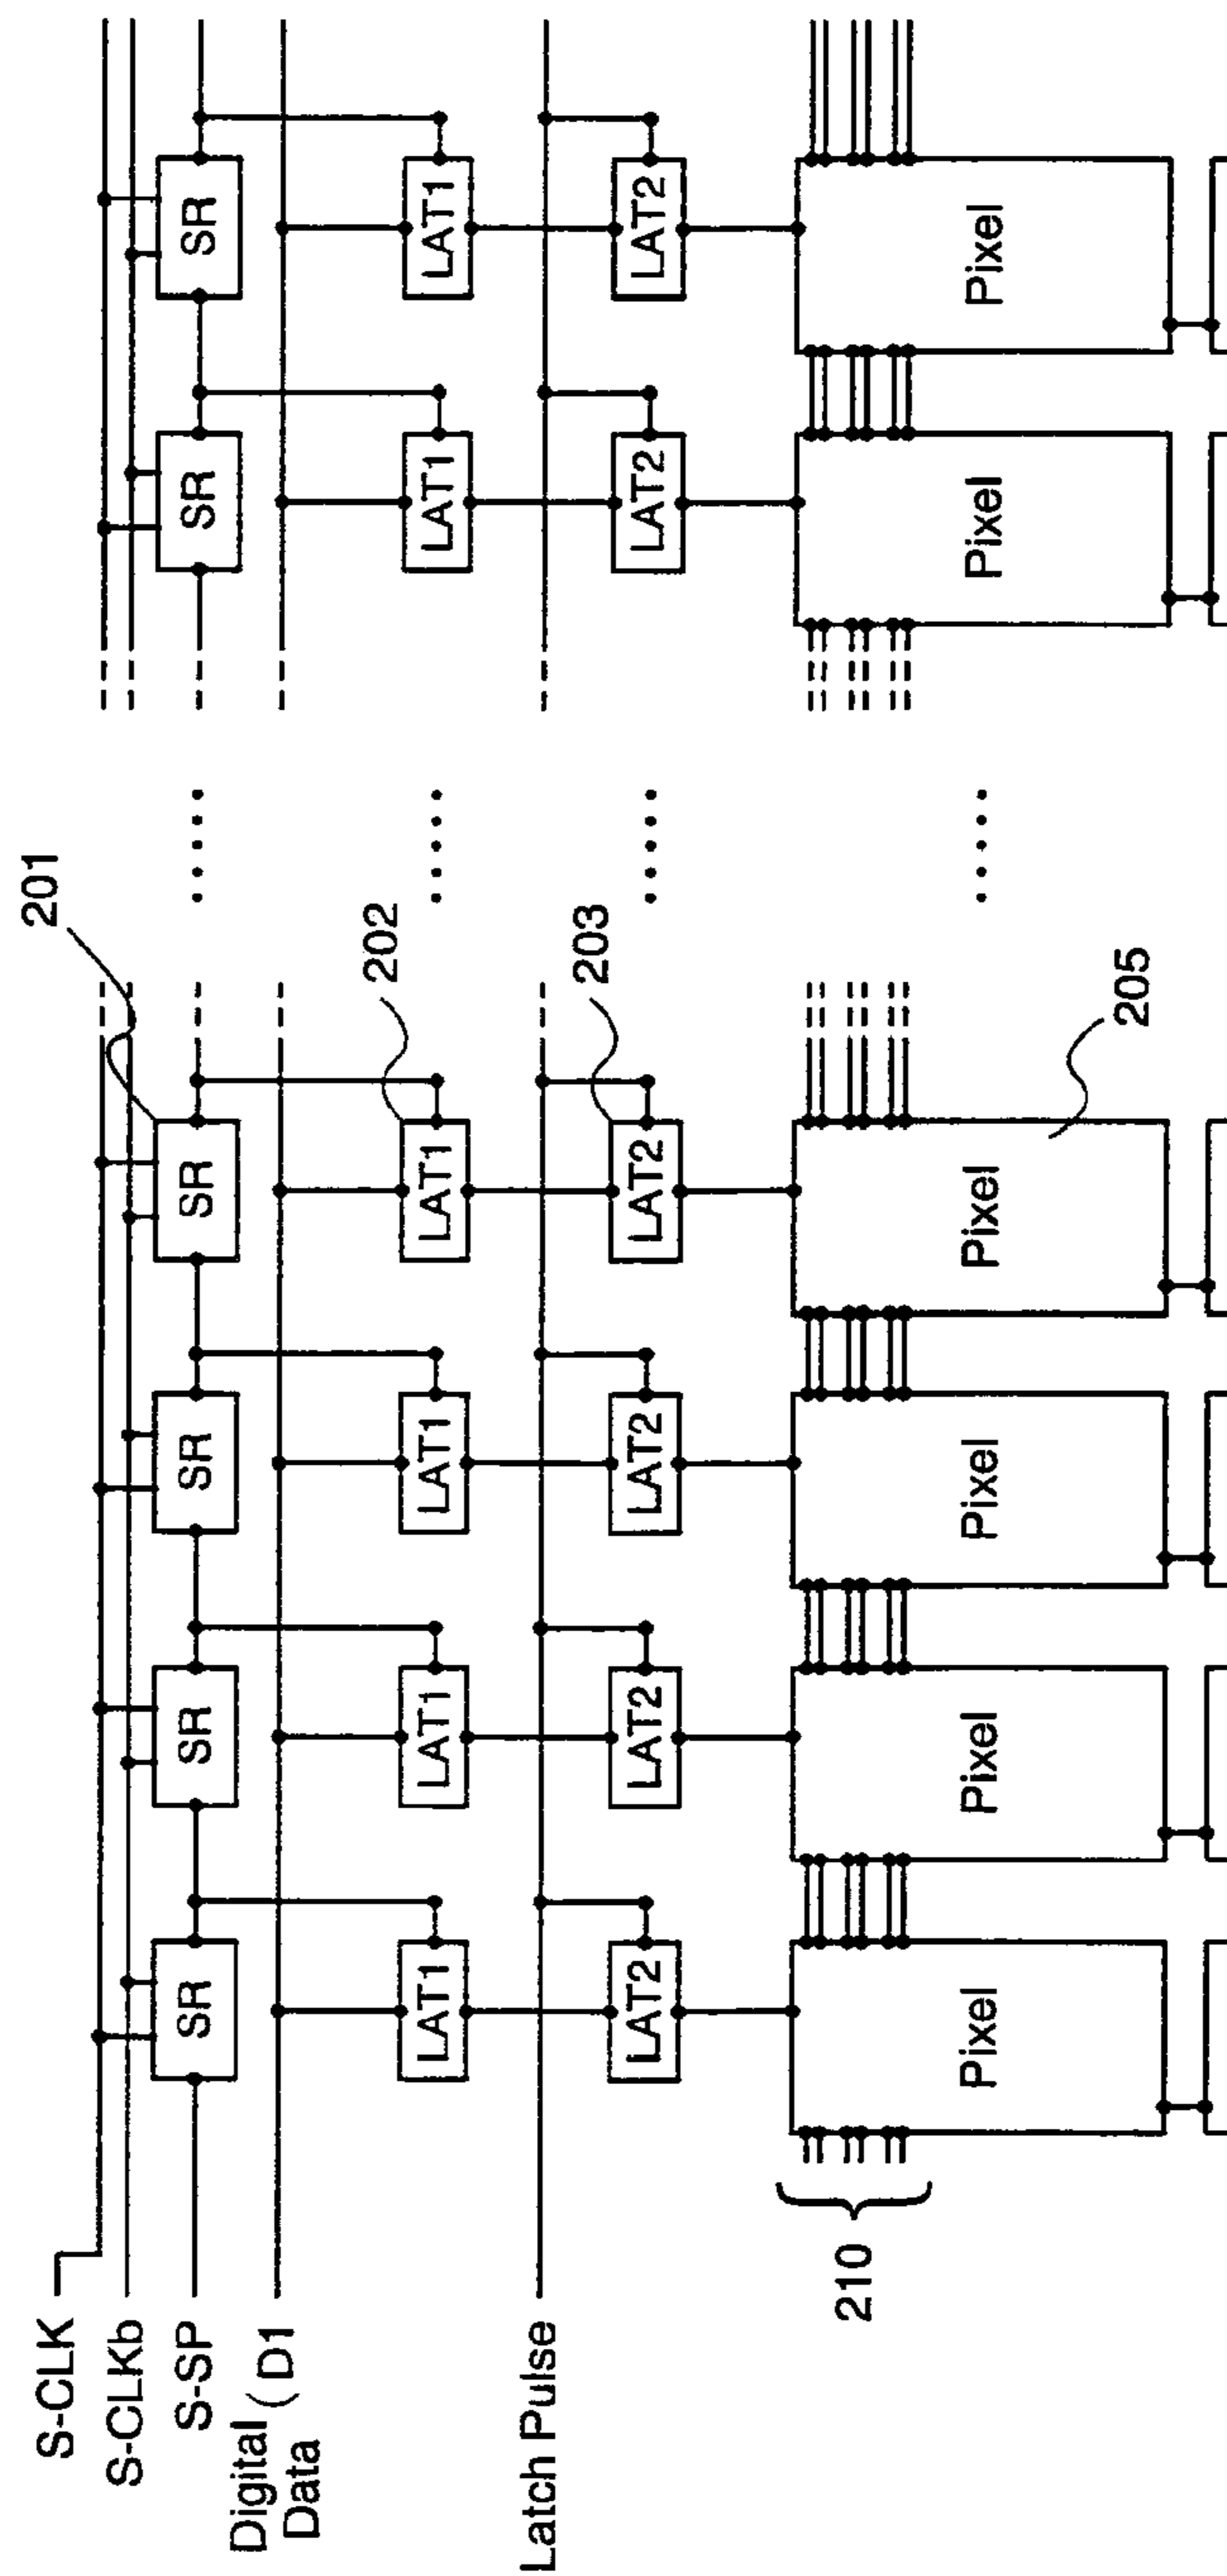 S-CLK
S-CLKb
S-SP
Digital ( D1
Data
Latch Pulse
201
SR SR SR SR SR SR
202
LAT1 LAT1 LAT1 LAT1 LAT1 LAT1
203
LAT2 LAT2 LAT2 LAT2 LAT2 LAT2
210
Pixel Pixel Pixel Pixel Pixel Pixel
205